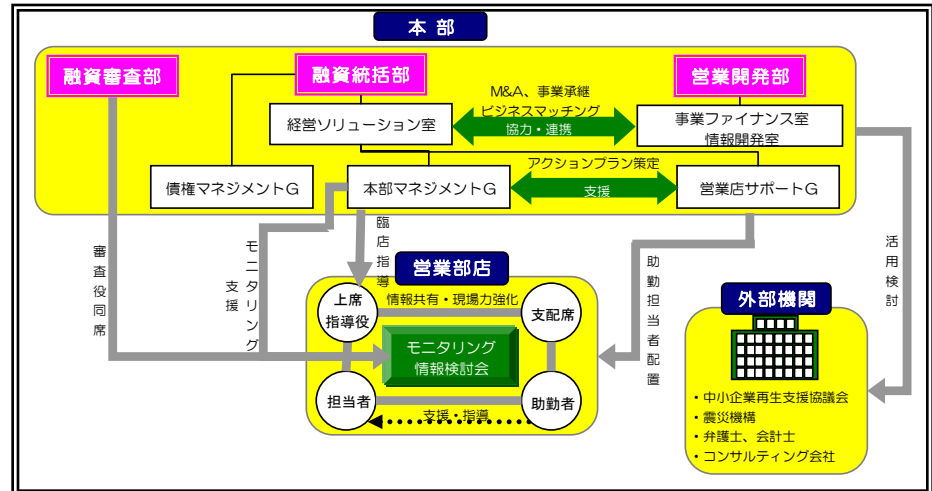 本 部
融資審査部
融資統括部
営業開発部
M&A、事業承継
ビジネスマッチング
協力・連携
経営ソリューション室
事業ファイナンス室
情報開発室
アクションプラン策定
支援
債権マネジメントG
本部マネジメントG
営業店サポートG
審査役同席
モニタリング
支援
臨店指導
助勤担当者配置
活用検討
営業部店
情報共有・現場力強化
上席
指導役
支配席
モニタリング
情報検討会
担当者
助勤者
支援・指導
外部機関
・中小企業再生支援協議会
・震災機構
・弁護士、会計士
・コンサルティング会社